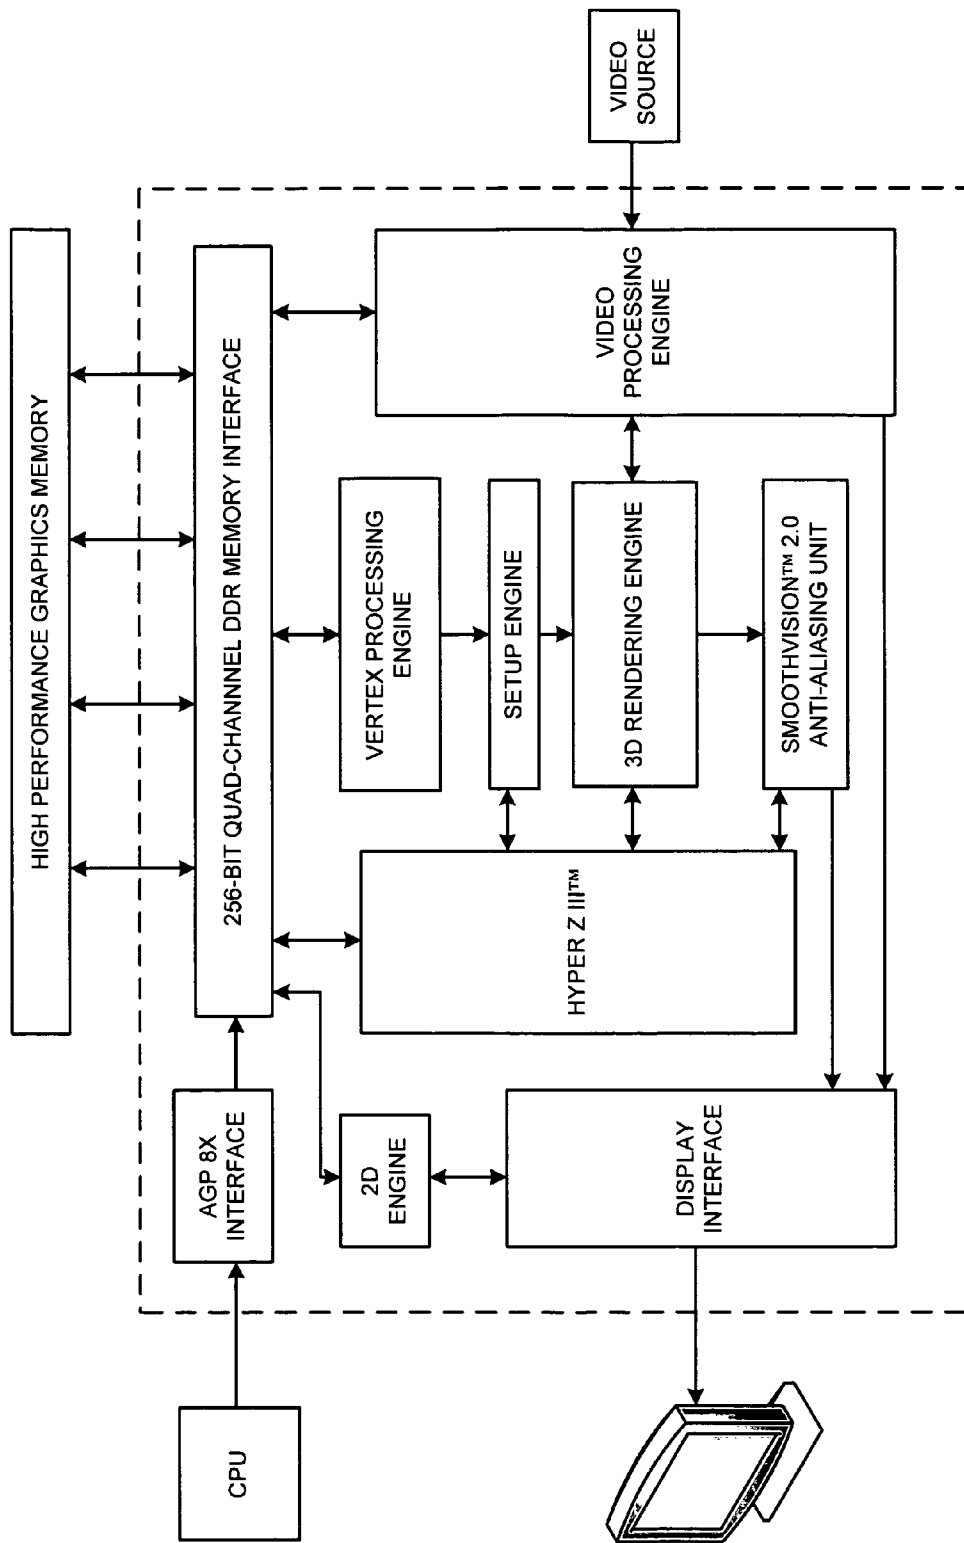 HIGH PERFORMANCE GRAPHICS MEMORY
CPU
AGP 8X
INTERFACE
256-BIT QUAD-CHANNEL DDR MEMORY INTERFACE
2D
ENGINE
VERTEX PROCESSING
ENGINE
SETUP ENGINE
HYPER Z III™
3D RENDERING ENGINE
VIDEO
PROCESSING
ENGINE
VIDEO
SOURCE
DISPLAY
INTERFACE
SMOOTHVISION™ 2.0
ANTI-ALIASING UNIT